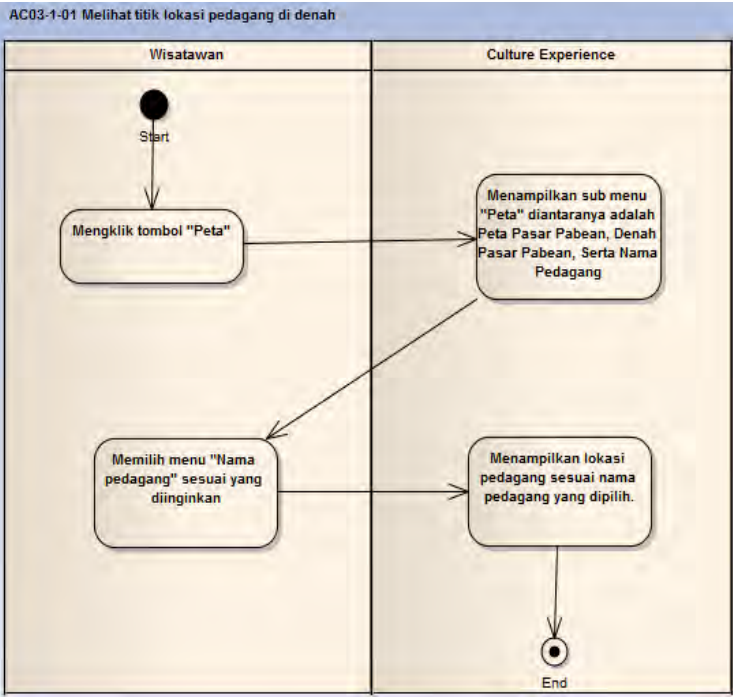 AC03-1-01 Melihat titik lokasi pedagang di denah
Wisatawan
Culture Experience
Start
Mengklik tombol "Peta"
Menampilkan sub menu
"Peta" diantaranya adalah
Peta Pasar Pabean, Denah
Pasar Pabean, Serta Nama
Pedagang
Memilih menu "Nama
pedagang" sesuai yang
diinginkan
Menampilkan lokasi
pedagang sesuai nama
pedagang yang dipilih.
End